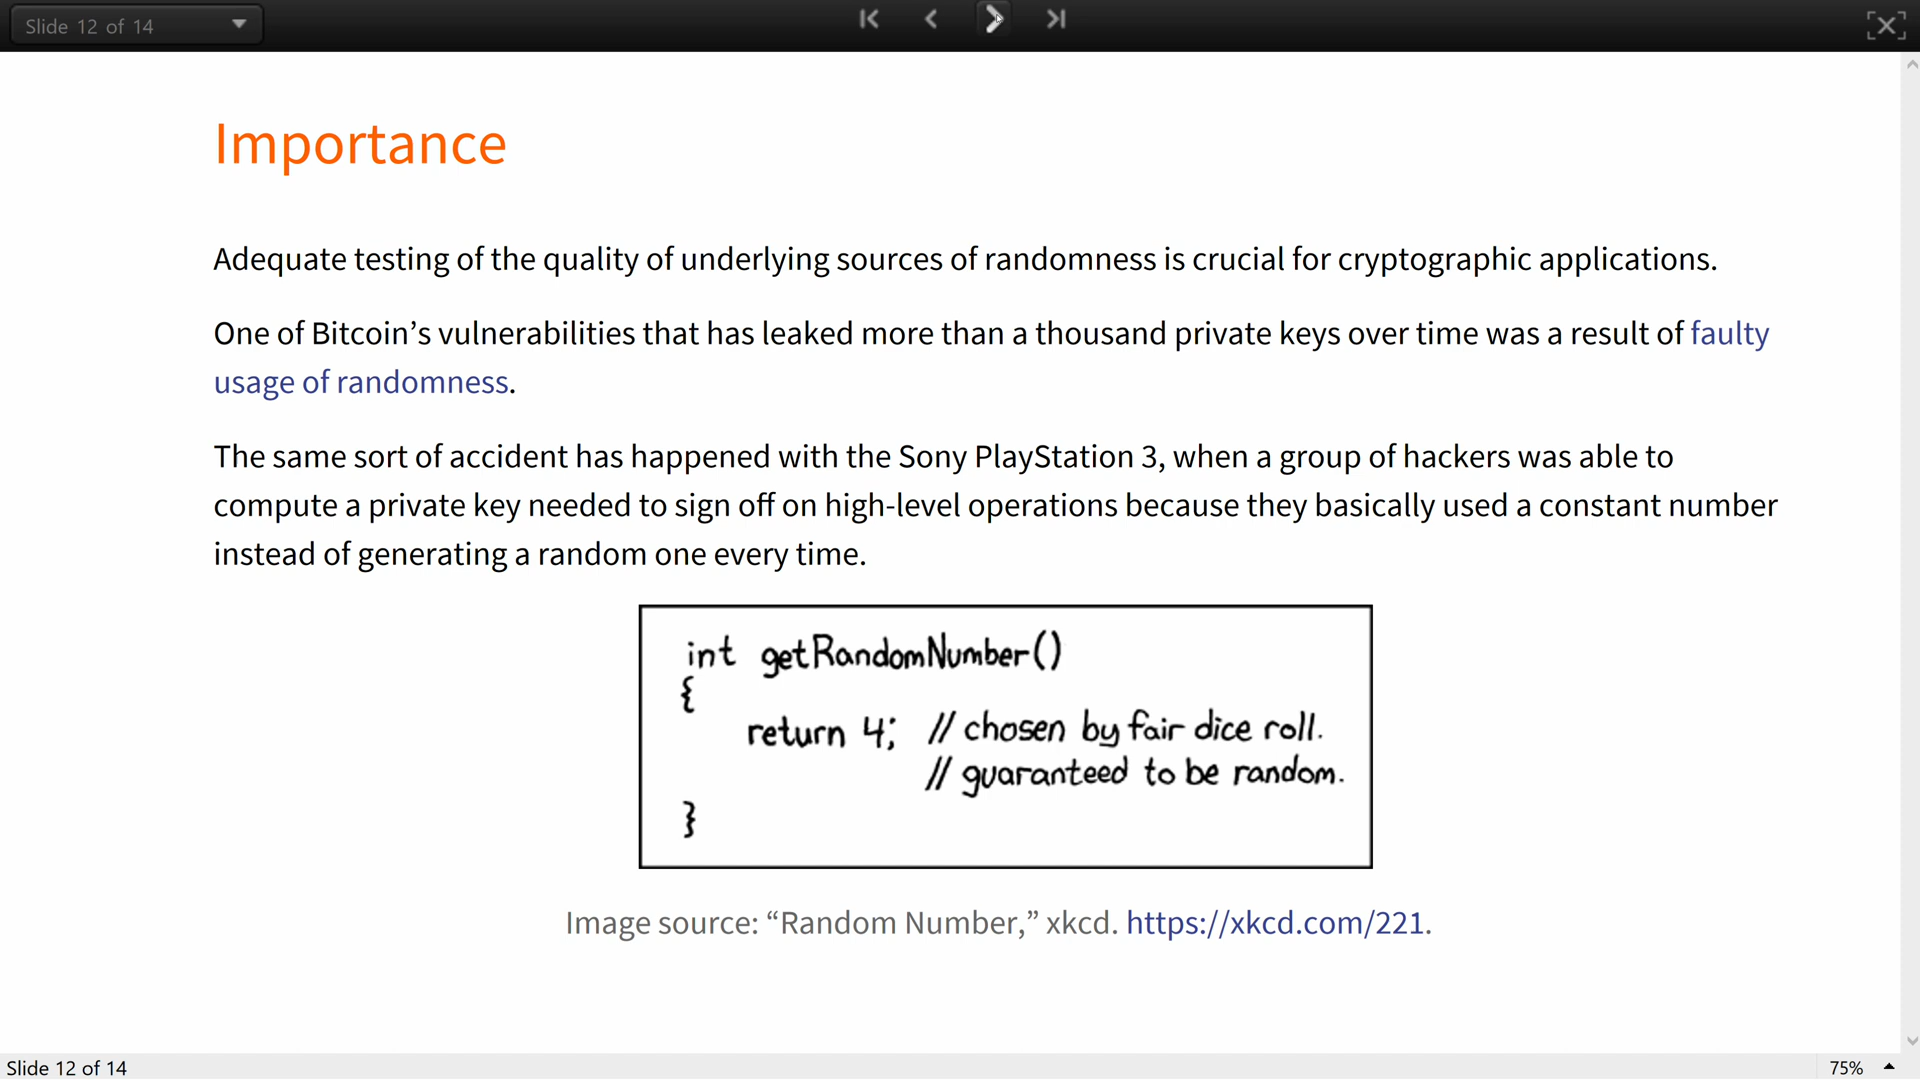 Slide 12 of 14
Importance
Adequate testing of the quality of underlying sources of randomness is crucial for cryptographic applications.
One of Bitcoin’s vulnerabilities that has leaked more than a thousand private keys over time was a result of faulty
usage of randomness.
The same sort of accident has happened with the Sony PlayStation 3, when a group of hackers was able to
compute a private key needed to sign off on high-level operations because they basically used a constant number
instead of generating a random one every time.
int getRandomNumber()
{
return 4; // chosen by fair dice roll.
// guaranteed to be random.
}
Image source: “Random Number,” xkcd. https://xkcd.com/221.
Slide 12 of 14
75%